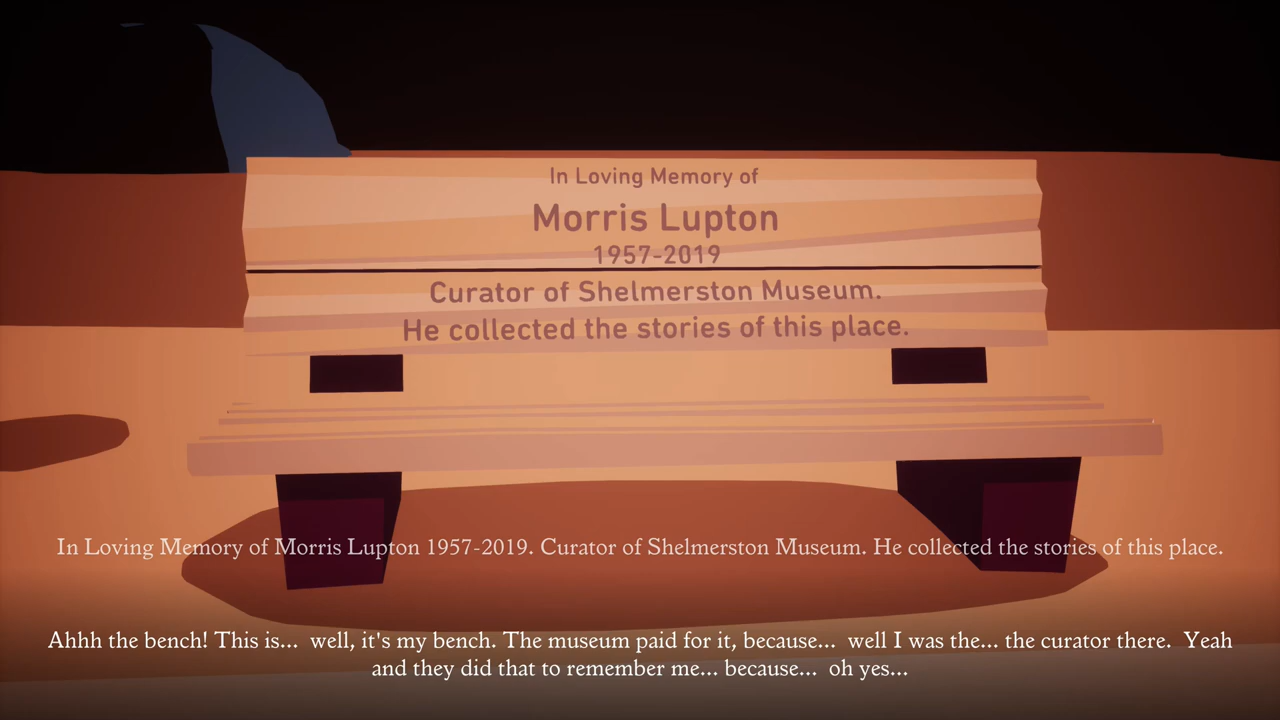 In Loving Memory of
Morris Lupton
1957-2019
Curator of Shelmerston Museum.
He collected the stories of this place.
In Loving Memory of Morris Lupton 1957-2019. Curator of Shelmerston Museum. He collected the stories of this place.
Ahhh the bench! This is... well, it's my bench. The museum paid for it, because... well I was the... the curator there. Yeah
and they did that to remember me... because... oh yes...